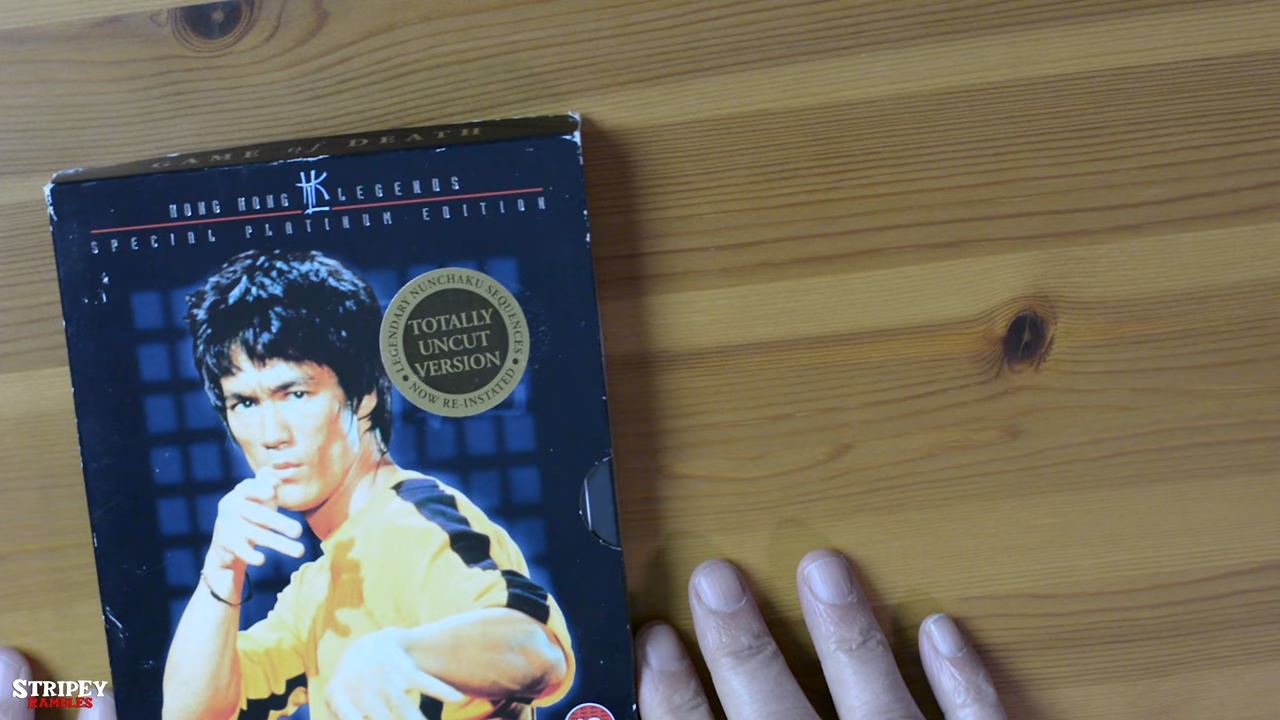 GAME of DEATH
HONG KONG HK LEGENDS
SPECIAL PLATINUM EDITION
LEGENDARY NUNCHAKU SEQUENCES
TOTALLY
UNCUT
VERSION
• NOW RE-INSTATED •
STRIPEY
RAMBLES